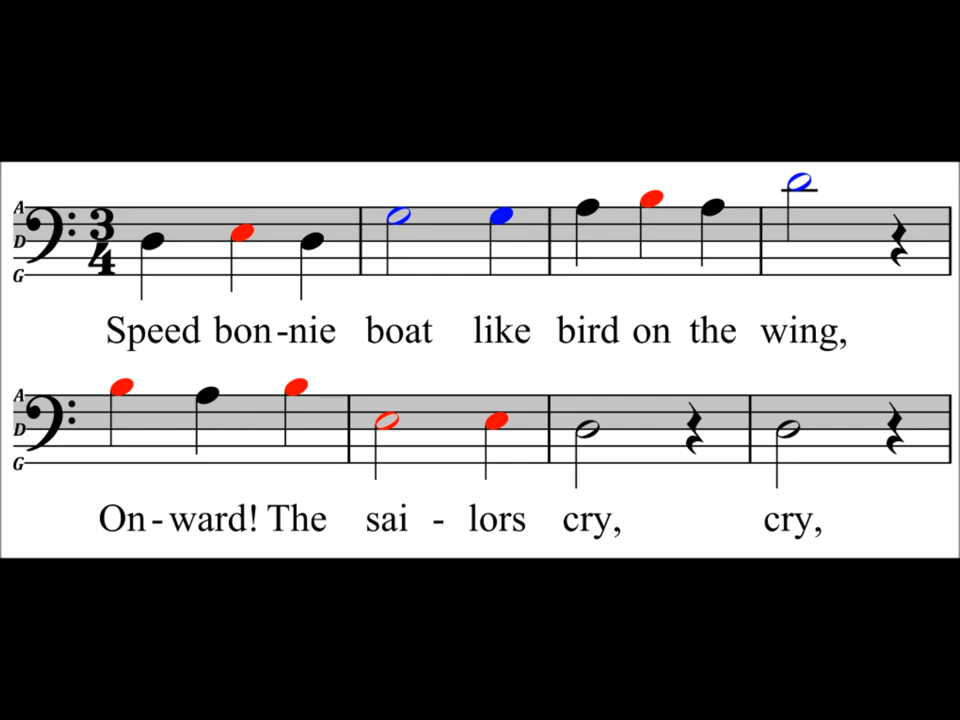 A
D
G
3
4
Speed bon-nie boat like bird on the wing,
A
D
G
On-ward! The sai - lors cry, cry,